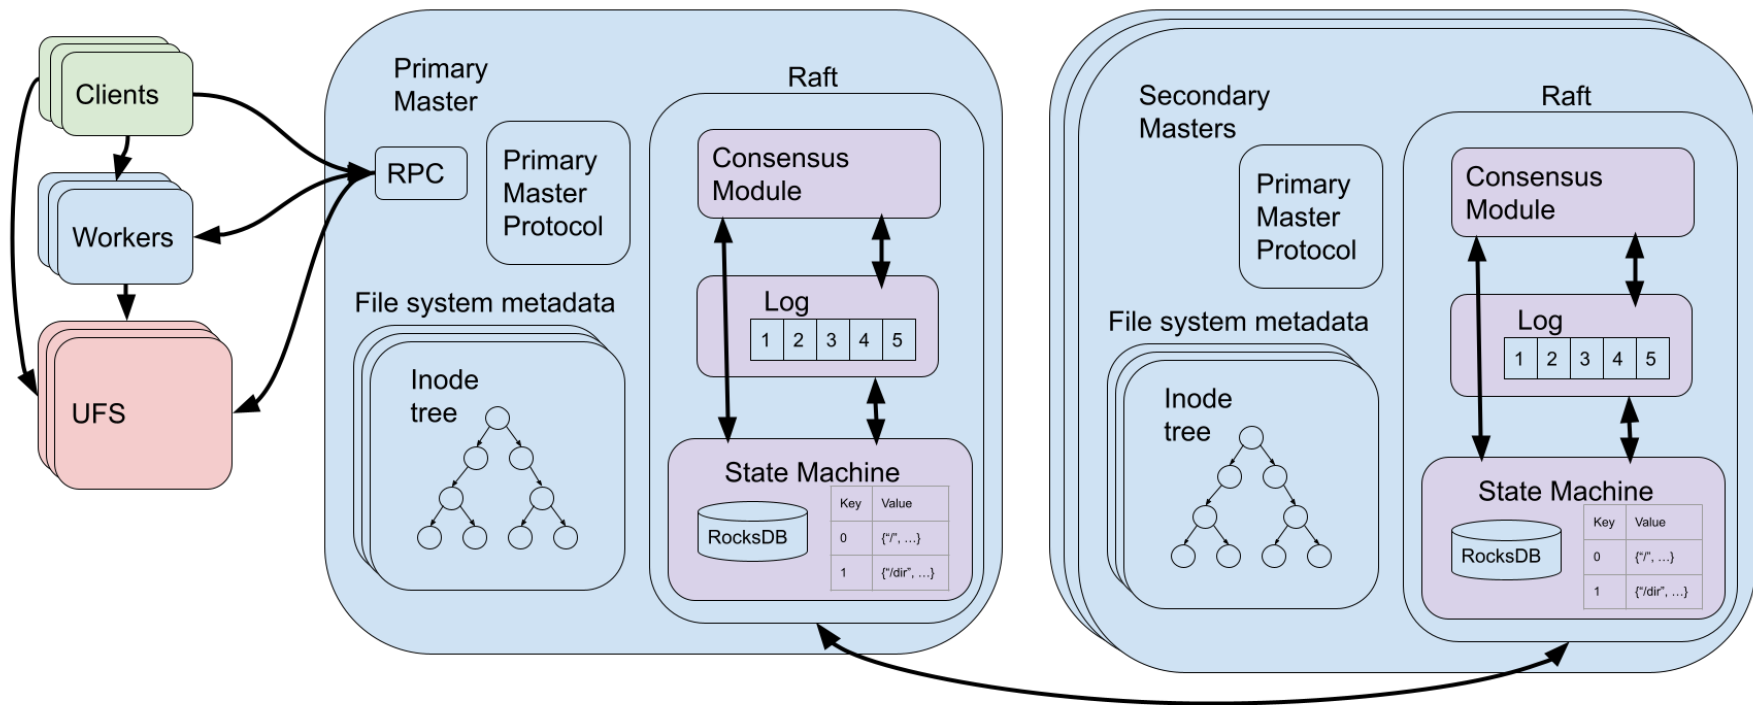 Clients
Workers
UFS
Primary
Master
RPC
Primary
Master
Protocol
File system metadata
Inode
tree
Raft
Consensus
Module
Log
1 2 3 4 5
State Machine
RocksDB
Key Value
0 {“/”, ...}
1 {“/dir”, ...}
Secondary
Masters
Primary
Master
Protocol
File system metadata
Inode
tree
Raft
Consensus
Module
Log
1 2 3 4 5
State Machine
RocksDB
Key Value
0 {“/”, ...}
1 {“/dir”, ...}